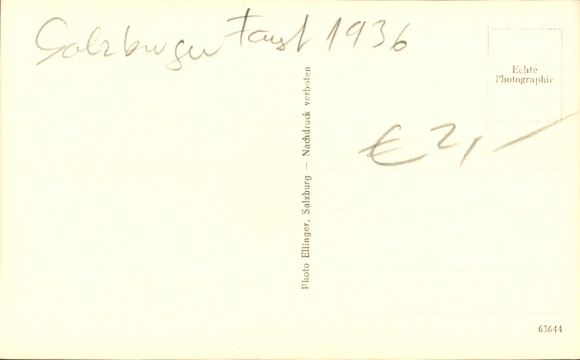 Salzburger Faust 1936
Echte
Photographie
€ 2,-
Photo Ellinger, Salzburg — Nachdruck verboten
63644